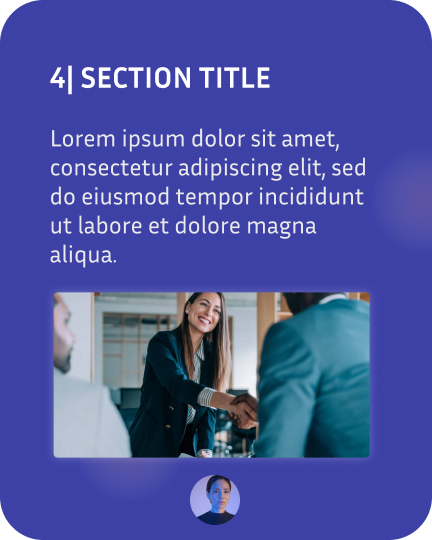 4| SECTION TITLE
Lorem ipsum dolor sit amet,
consectetur adipiscing elit, sed
do eiusmod tempor incididunt
ut labore et dolore magna
aliqua.